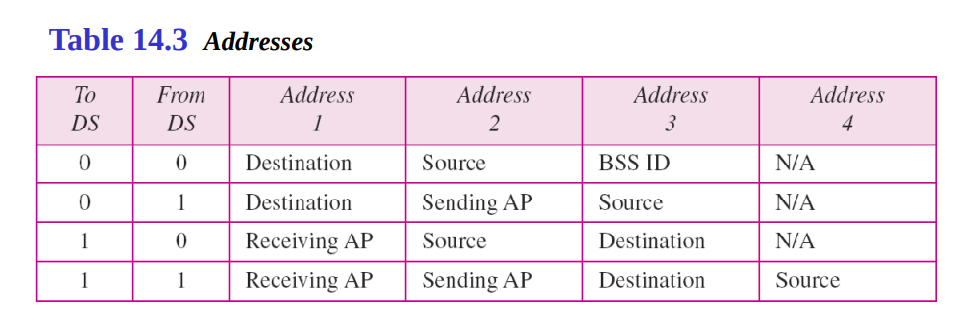 Table 14.3 Addresses
To DS From DS Address 1 Address 2 Address 3 Address 4
0 0 Destination Source BSS ID N/A
0 1 Destination Sending AP Source N/A
1 0 Receiving AP Source Destination N/A
1 1 Receiving AP Sending AP Destination Source